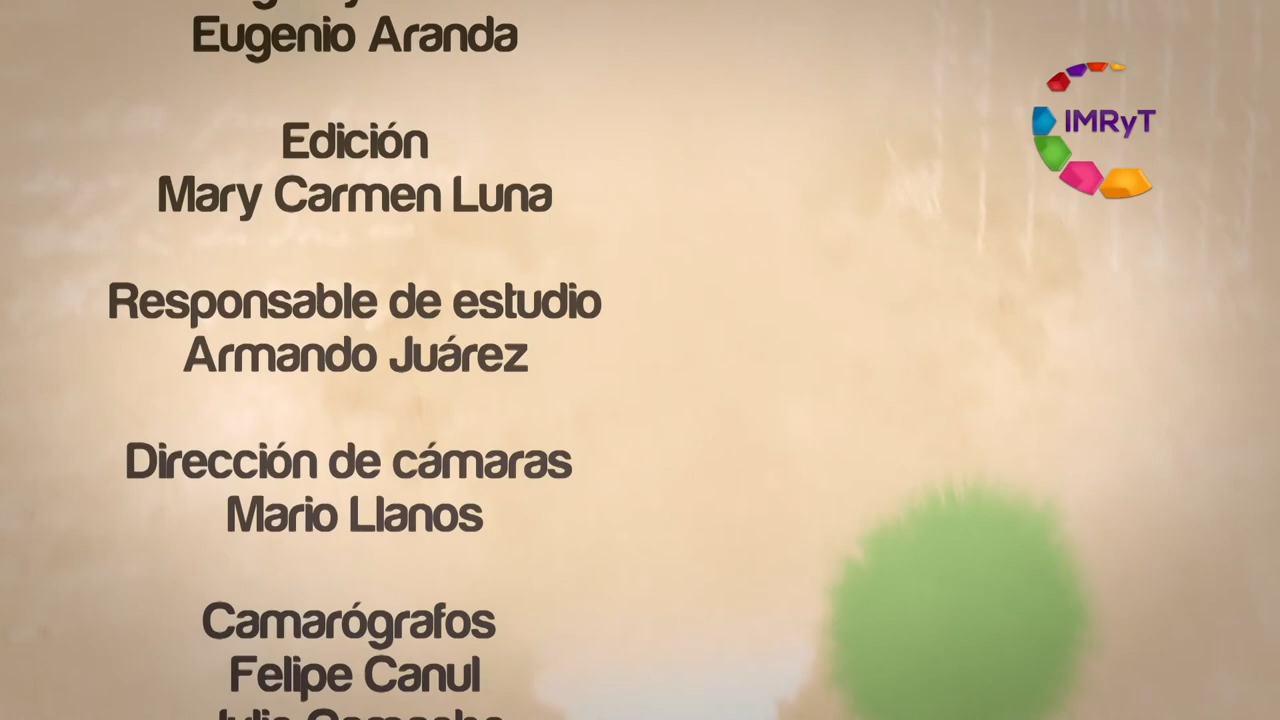 Eugenio Aranda
IMRyT
Edición
Mary Carmen Luna
Responsable de estudio
Armando Juárez
Dirección de cámaras
Mario Llanos
Camarógrafos
Felipe Canul